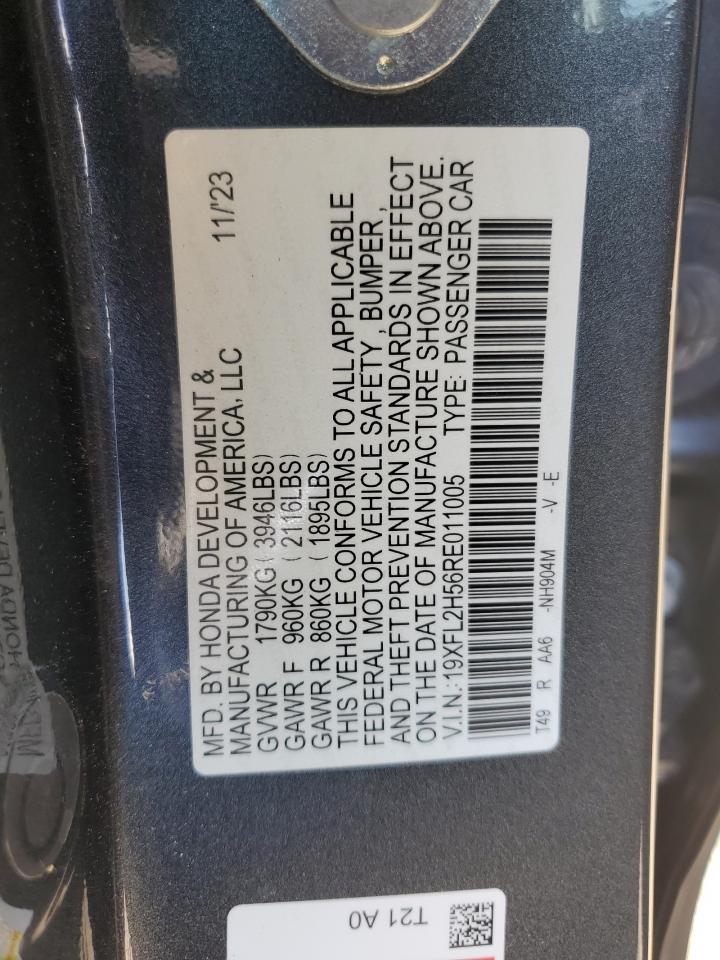 MFD. BY HONDA DEVELOPMENT &
MANUFACTURING OF AMERICA, LLC 11/'23
GVWR 1790KG ( 3946LBS)
GAWR F 960KG ( 2116LBS)
GAWR R 860KG ( 1895LBS)
THIS VEHICLE CONFORMS TO ALL APPLICABLE
FEDERAL MOTOR VEHICLE SAFETY , BUMPER ,
AND THEFT PREVENTION STANDARDS IN EFFECT
ON THE DATE OF MANUFACTURE SHOWN ABOVE.
V.I.N.:19XFL2H56RE011005 TYPE: PASSENGER CAR
T49 R AA6 -NH904M -V -E
T21 A0